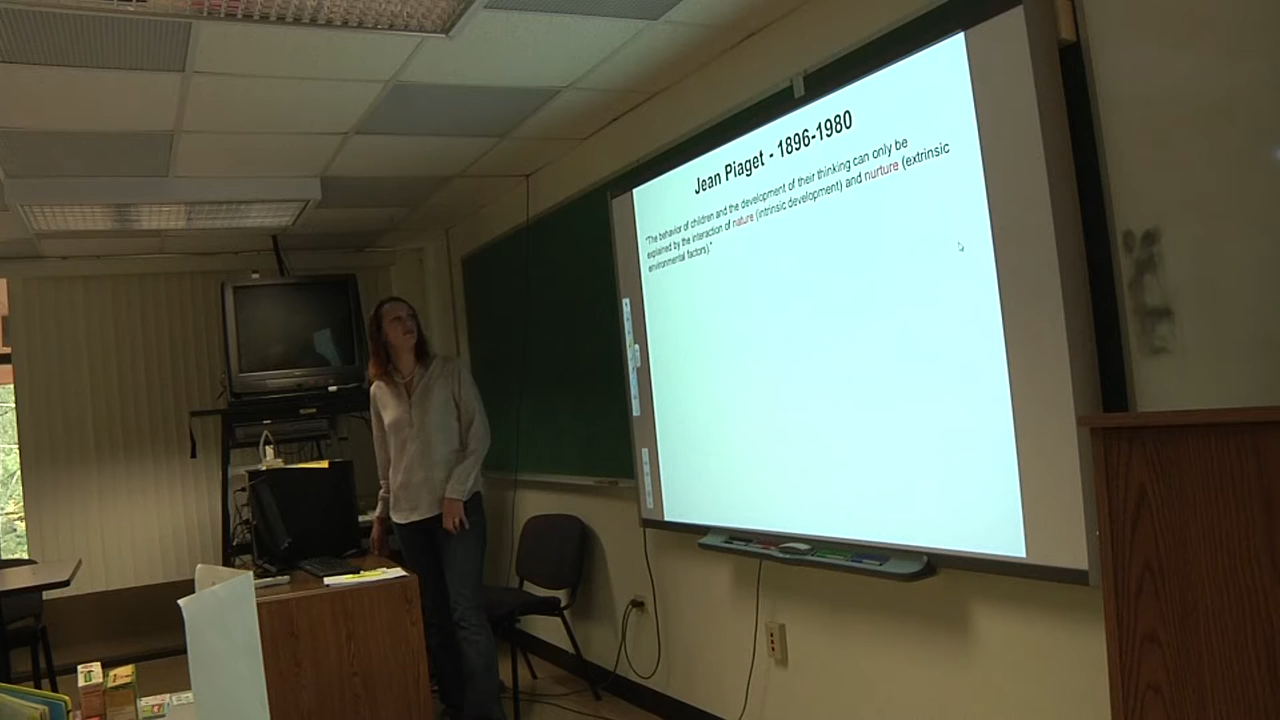 Jean Piaget - 1896-1980
"The behavior of children and the development of their thinking can only be
explained by the interaction of nature (intrinsic development) and nurture (extrinsic
environmental factors)."